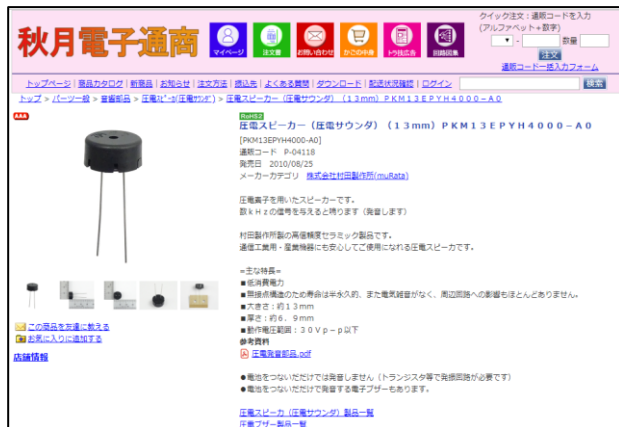 秋月電子通商
マイページ
注文書
お問い合わせ
かごの中身
トラ技広告
回路図集
クイック注文：通販コードを入力
(アルファベット＋数字)
- 数量
注文
通販コード一括入力フォーム
トップページ | 商品カタログ | 新商品 | お知らせ | 注文方法 | 振込先 | よくある質問 | ダウンロード | 配送状況確認 | ログイン
検索
トップ > パーツ一般 > 音響部品 > 圧電ｽﾋﾟｰｶ(圧電ｻｳﾝﾀﾞ) > 圧電スピーカー（圧電サウンダ）（１３ｍｍ）ＰＫＭ１３ＥＰＹＨ４０００－Ａ０
AAA
RoHS2
圧電スピーカー（圧電サウンダ）（１３ｍｍ）ＰＫＭ１３ＥＰＹＨ４０００－Ａ０
[PKM13EPYH4000-A0]
通販コード P-04118
発売日 2010/08/25
メーカーカテゴリ 株式会社村田製作所(muRata)
圧電素子を用いたスピーカーです。
数ｋＨｚの信号を与えると鳴ります（発音します）
村田製作所製の高信頼度セラミック製品です。
通信工業用・産業機器にも安心してご使用になれる圧電スピーカです。
=主な特長=
■低消費電力
■無接点構造のため寿命は半永久的、また電気雑音がなく、周辺回路への影響もほとんどありません。
■大きさ：約１３ｍｍ
■厚さ：約６．９ｍｍ
■動作電圧範囲：３０Ｖｐ－ｐ以下
参考資料
圧電発音部品.pdf
●電池をつないだだけでは発音しません（トランジスタ等で発振回路が必要です）
●電池をつないだだけで発音する電子ブザーもあります。
圧電スピーカ（圧電サウンダ）製品一覧
圧電ブザー製品一覧
この商品を友達に教える
お気に入りに追加する
店舗情報